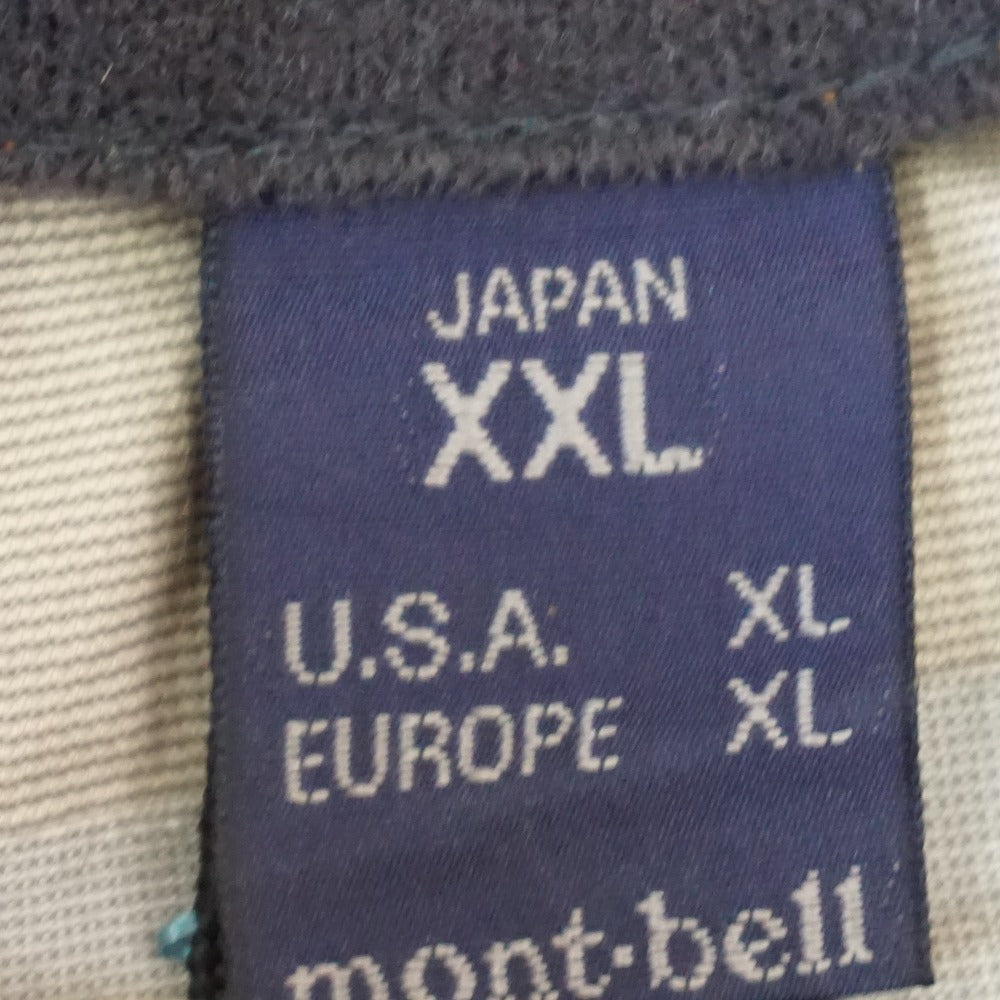 JAPAN
XXL
U.S.A. XL
EUROPE XL
mont·bell